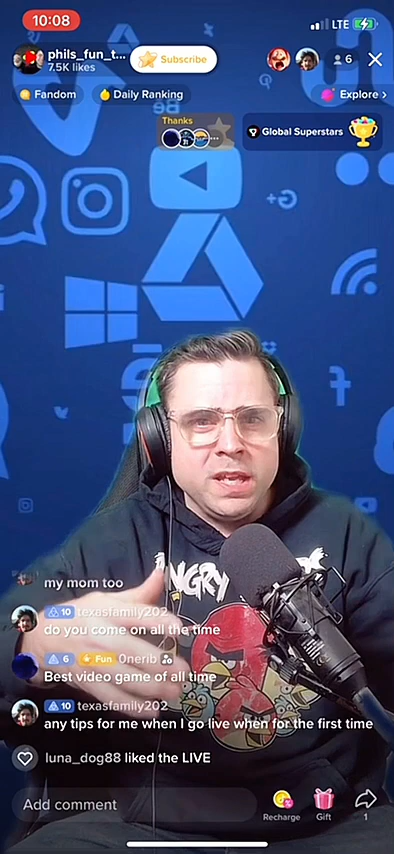 10:08
LTE
phils_fun_t...
7.5K likes
Subscribe
6
Fandom
Daily Ranking
Explore >
Be
Thanks
Global Superstars
G+
ANGRY
my mom too
10 texasfamily202
do you come on all the time
6 Fun 0nerib
Best video game of all time
10 texasfamily202
any tips for me when I go live when for the first time
luna_dog88 liked the LIVE
Add comment
Recharge
Gift
1